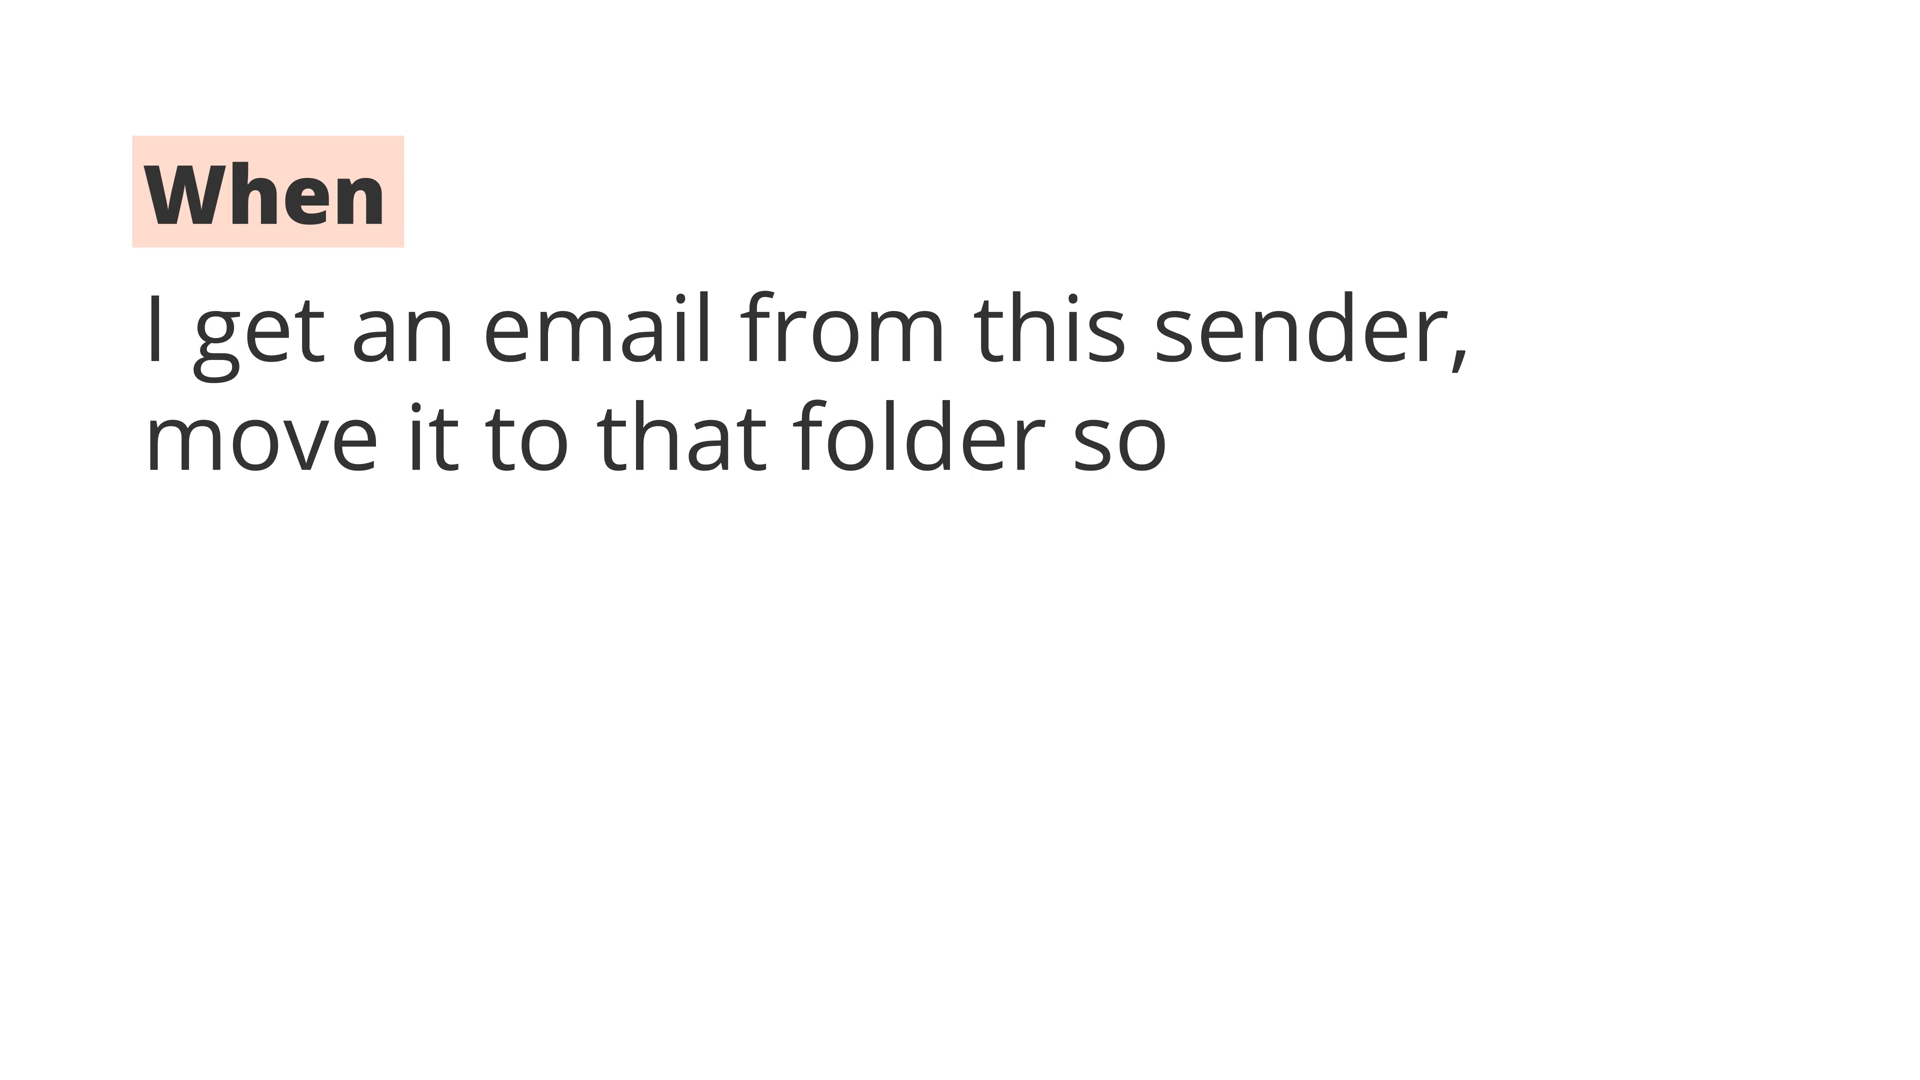 When
I get an email from this sender,
move it to that folder so